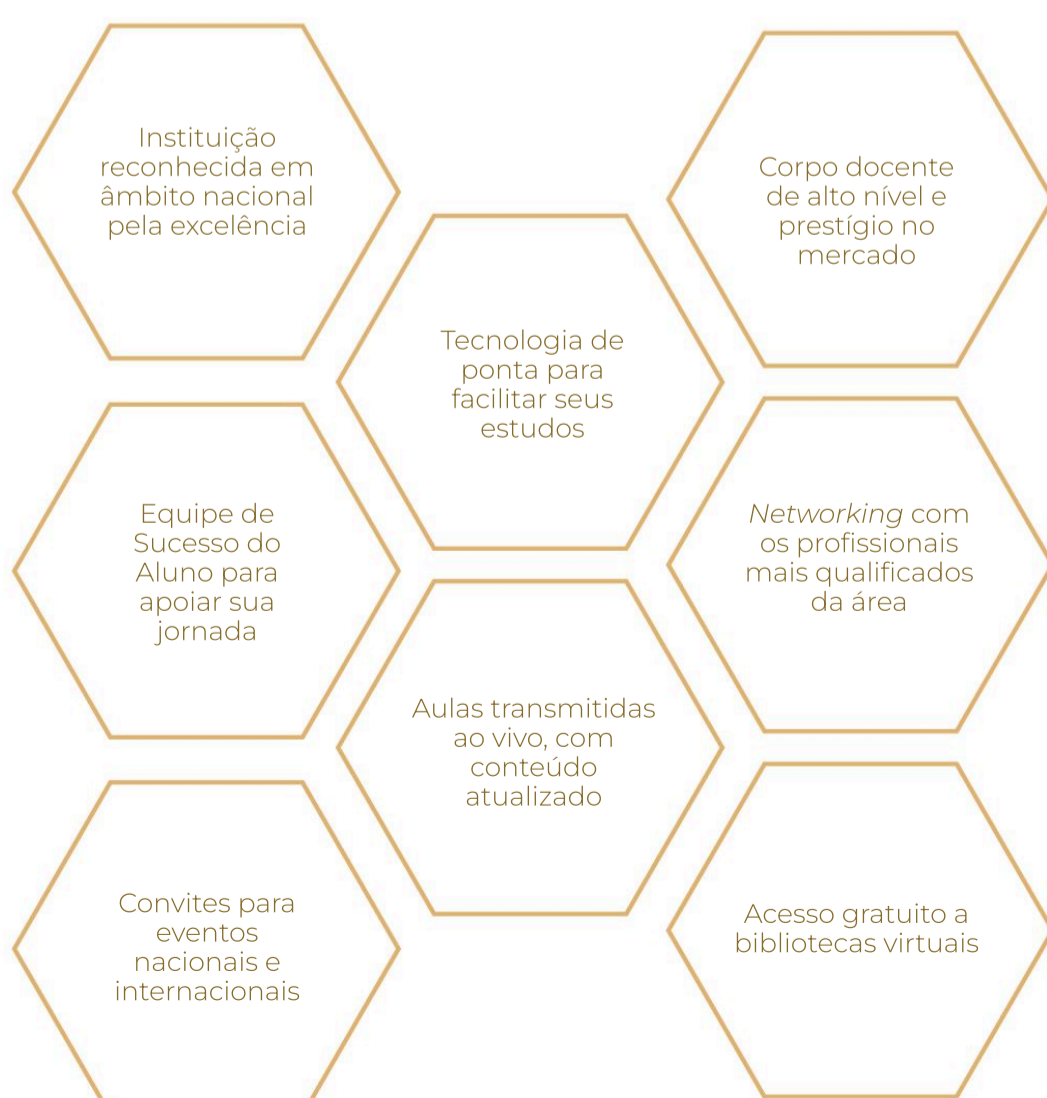 Instituição
reconhecida em
âmbito nacional
pela excelência
Corpo docente
de alto nível e
prestígio no
mercado
Tecnologia de
ponta para
facilitar seus
estudos
Equipe de
Sucesso do
Aluno para
apoiar sua
jornada
Networking com
os profissionais
mais qualificados
da área
Aulas transmitidas
ao vivo, com
conteúdo
atualizado
Convites para
eventos
nacionais e
internacionais
Acesso gratuito a
bibliotecas virtuais